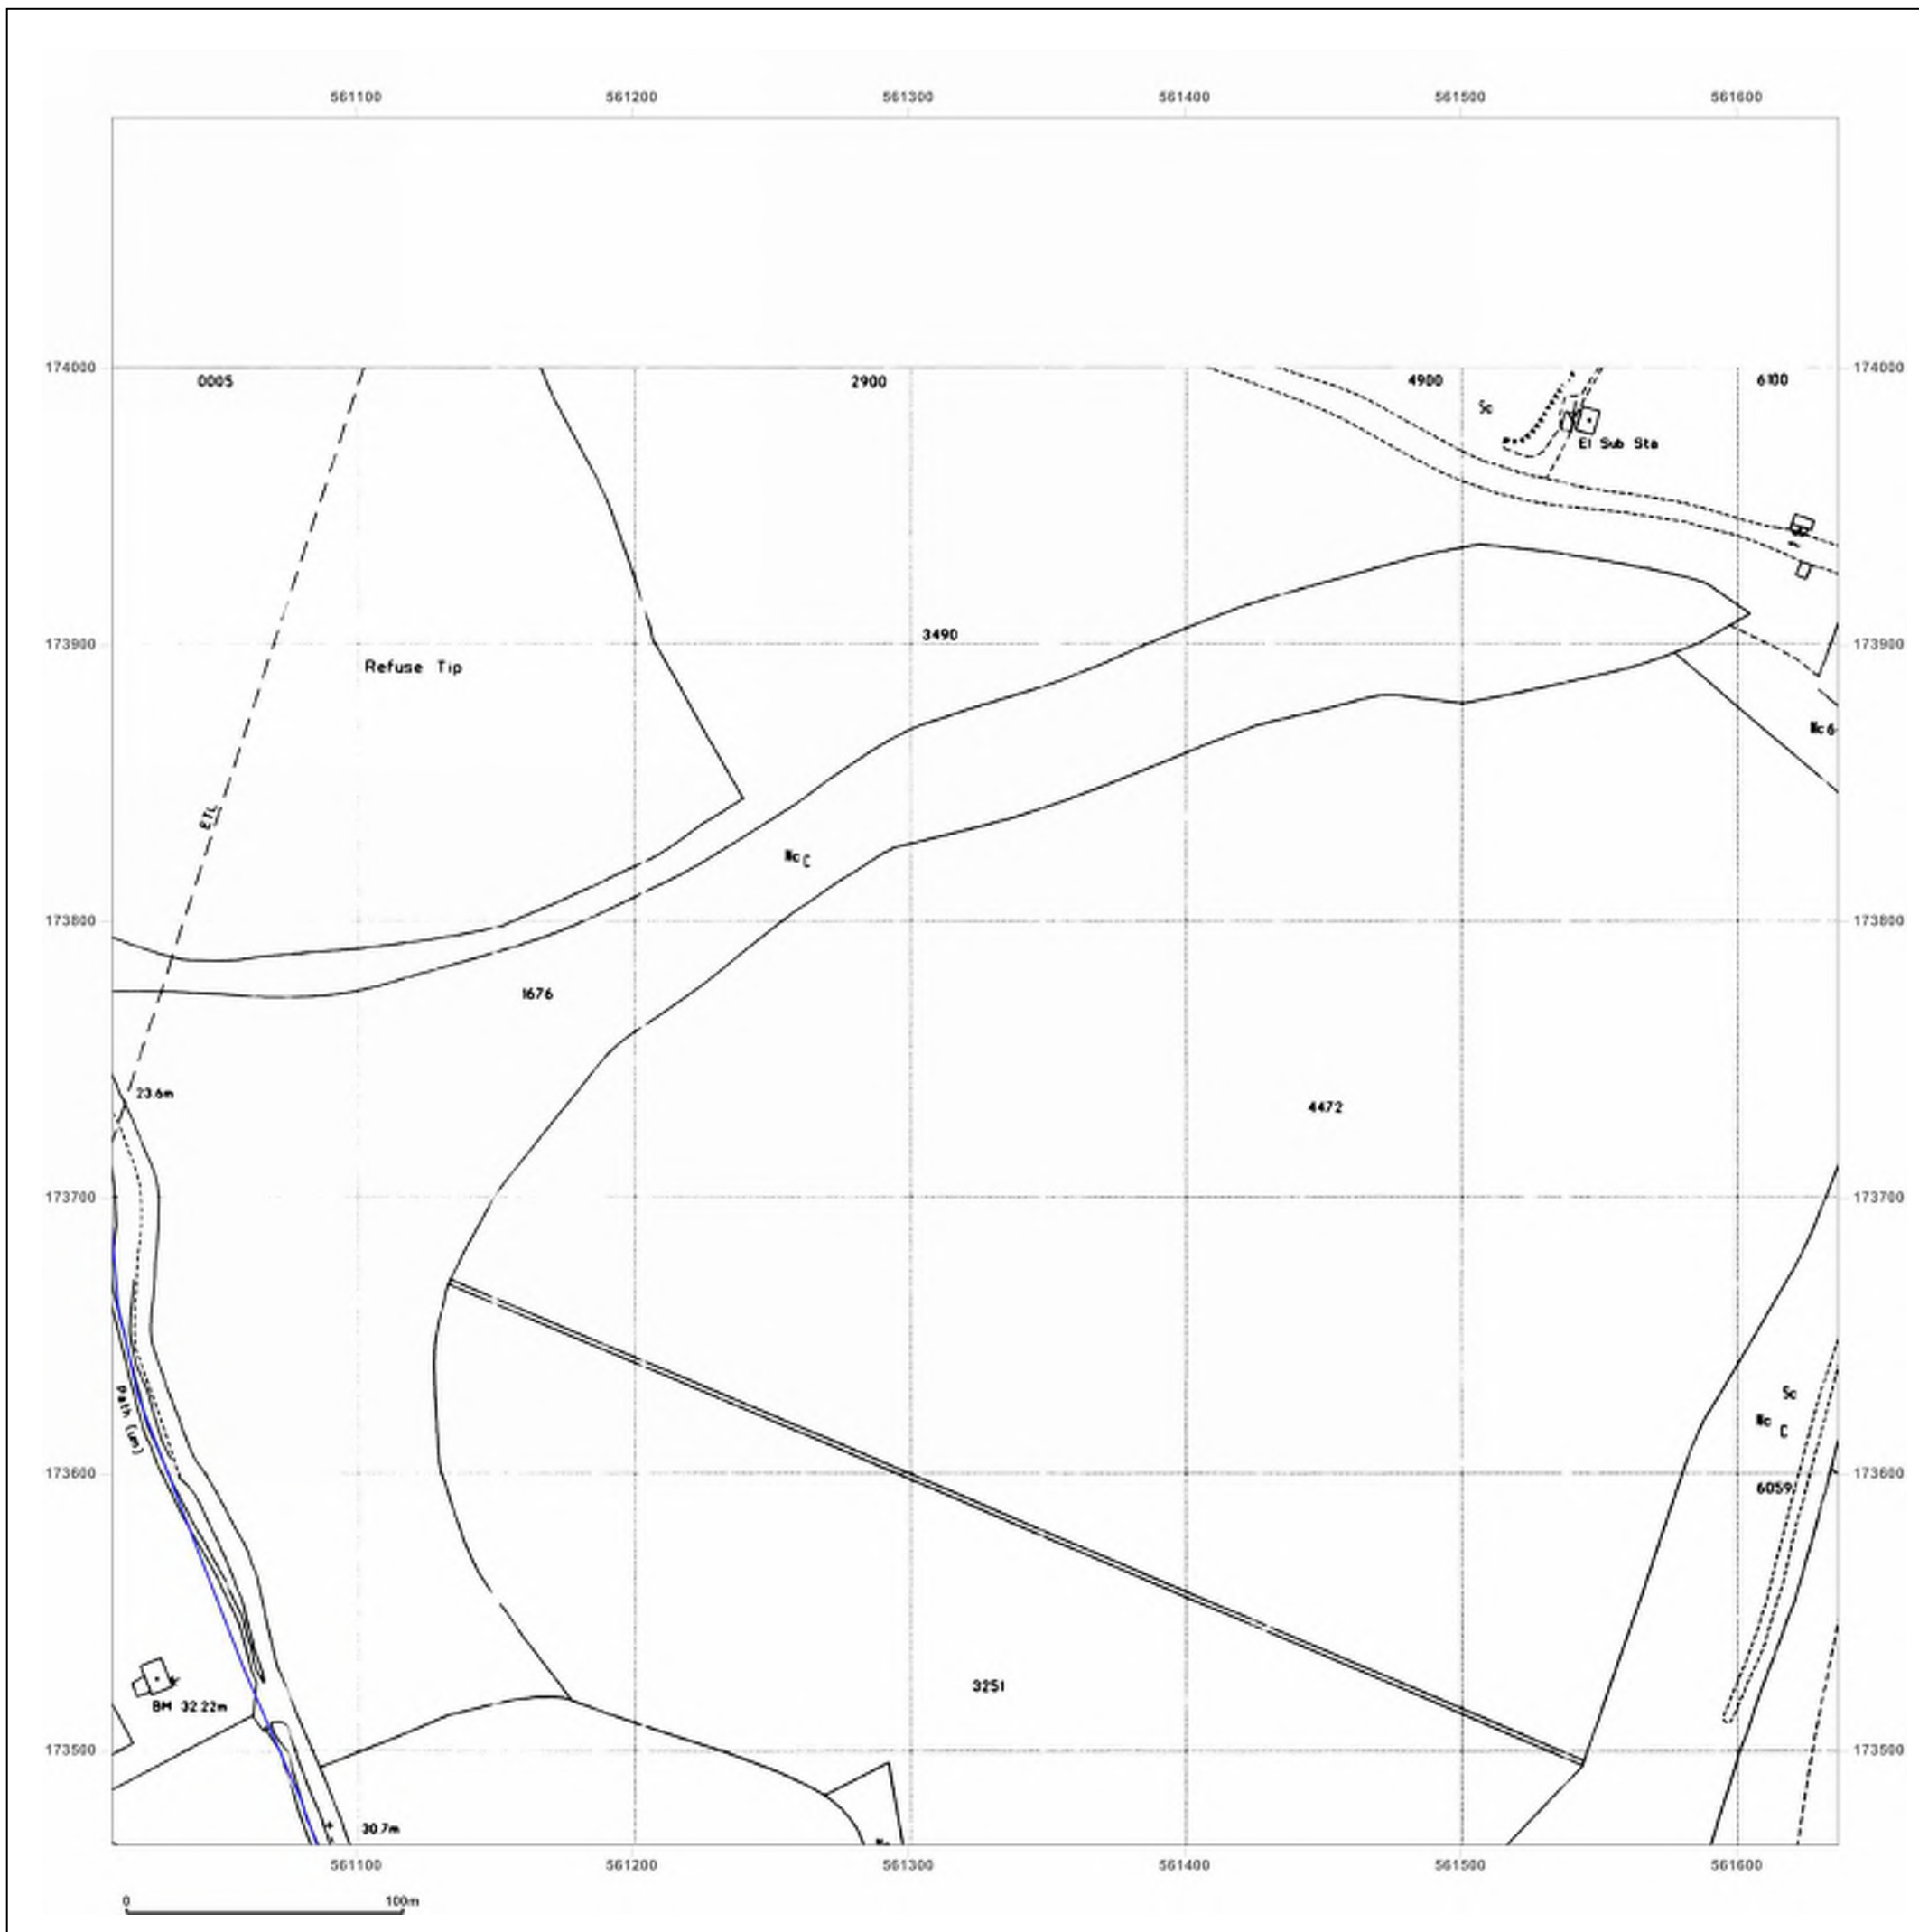 561100 561200 561300 561400 561500 561600
174000 174000
0005 2900 4900 6100
El Sub Sta
3490
173900 173900
Refuse Tip
ETL
173800 173800
1676
23.6m
4472
173700 173700
Path (um)
173600 173600
6059
3251
BM 32.22m
173500 173500
30.7m
561100 561200 561300 561400 561500 561600
0 100m